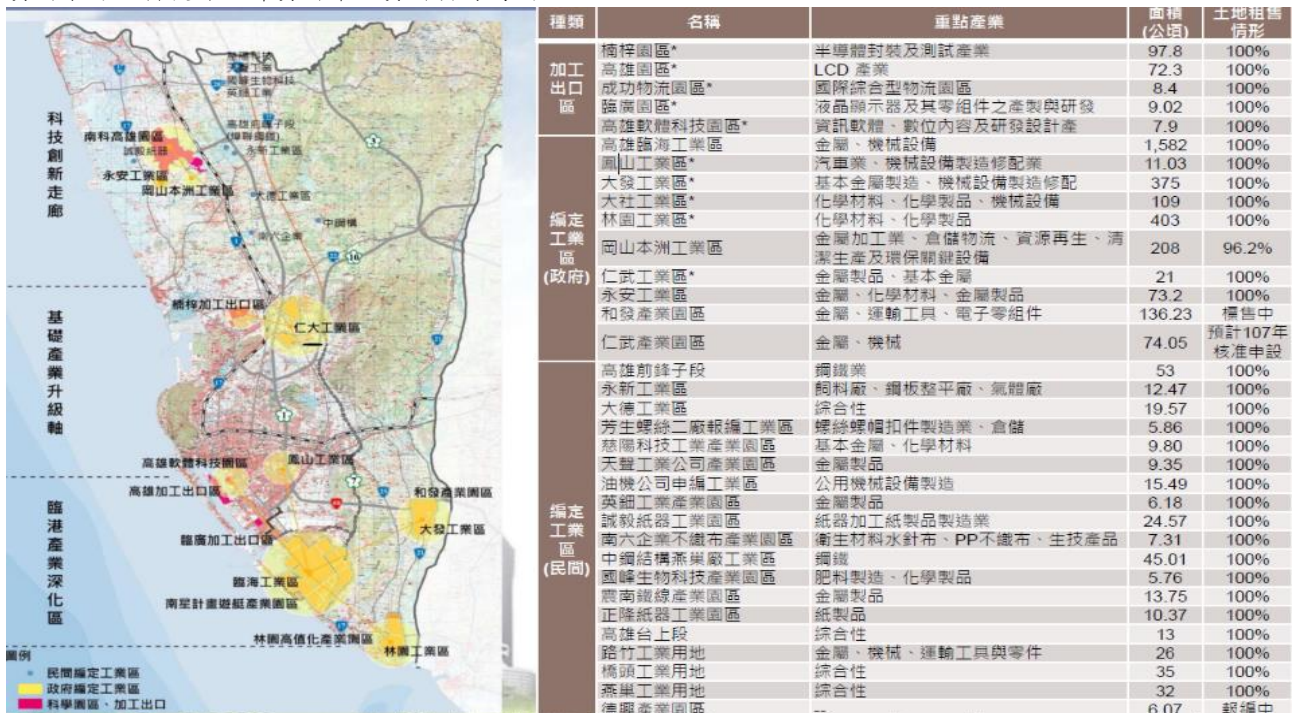 科技創新走廊
基礎產業升級軸
臨港產業深化區
英鈿工業
高雄前鋒子段
南科高雄園區
誠毅紙器
永新工業區
永安工業區
岡山本洲工業區
大德工業區
中鋼構
南六企業
楠梓加工出口區
仁大工業區
高雄軟體科技園區
鳳山工業區
高雄加工出口區
和發產業園區
大發工業區
臨廣加工出口區
臨海工業區
南星計畫遊艇產業園區
林園高值化產業園區
林園工業區
圖例
民間編定工業區
政府編定工業區
科學園區、加工出口
種類 名稱 重點產業 面積(公頃) 土地租售情形
加工出口區
楠梓園區* 半導體封裝及測試產業 97.8 100%
高雄園區* LCD 產業 72.3 100%
成功物流園區* 國際綜合型物流園區 8.4 100%
臨廣園區* 液晶顯示器及其零組件之產製與研發 9.02 100%
高雄軟體科技園區* 資訊軟體、數位內容及研發設計產 7.9 100%
編定工業區(政府)
高雄臨海工業區 金屬、機械設備 1,582 100%
鳳山工業區* 汽車業、機械設備製造修配業 11.03 100%
大發工業區* 基本金屬製造、機械設備製造修配 375 100%
大社工業區* 化學材料、化學製品、機械設備 109 100%
林園工業區* 化學材料、化學製品 403 100%
岡山本洲工業區 金屬加工業、倉儲物流、資源再生、清
潔生產及環保關鍵設備 208 96.2%
仁武工業區* 金屬製品、基本金屬 21 100%
永安工業區 金屬、化學材料、金屬製品 73.2 100%
和發產業園區 金屬、運輸工具、電子零組件 136.23 標售中
仁武產業園區 金屬、機械 74.05 預計107年
核准申設
編定工業區(民間)
高雄前鋒子段 鋼鐵業 53 100%
永新工業區 飼料廠、鋼板整平廠、氣體廠 12.47 100%
大德工業區 綜合性 19.57 100%
芳生螺絲二廠報編工業區 螺絲螺帽扣件製造業、倉儲 5.86 100%
慈陽科技工業產業園區 基本金屬、化學材料 9.80 100%
天聲工業公司產業園區 金屬製品 9.35 100%
油機公司申編工業區 公用機械設備製造 15.49 100%
英鈿工業產業園區 金屬製品 6.18 100%
誠毅紙器工業園區 紙器加工紙製品製造業 24.57 100%
南六企業不織布產業園區 衛生材料水針布、PP不織布、生技產品 7.31 100%
中鋼結構燕巢廠工業區 鋼鐵 45.01 100%
國峰生物科技產業園區 肥料製造、化學製品 5.76 100%
震南鐵線產業園區 金屬製品 13.75 100%
正隆紙器工業園區 紙製品 10.37 100%
高雄台上段 綜合性 13 100%
路竹工業用地 金屬、機械、運輸工具與零件 26 100%
橋頭工業用地 綜合性 35 100%
燕巢工業用地 綜合性 32 100%
德興產業園區 -- 6.07 報編中